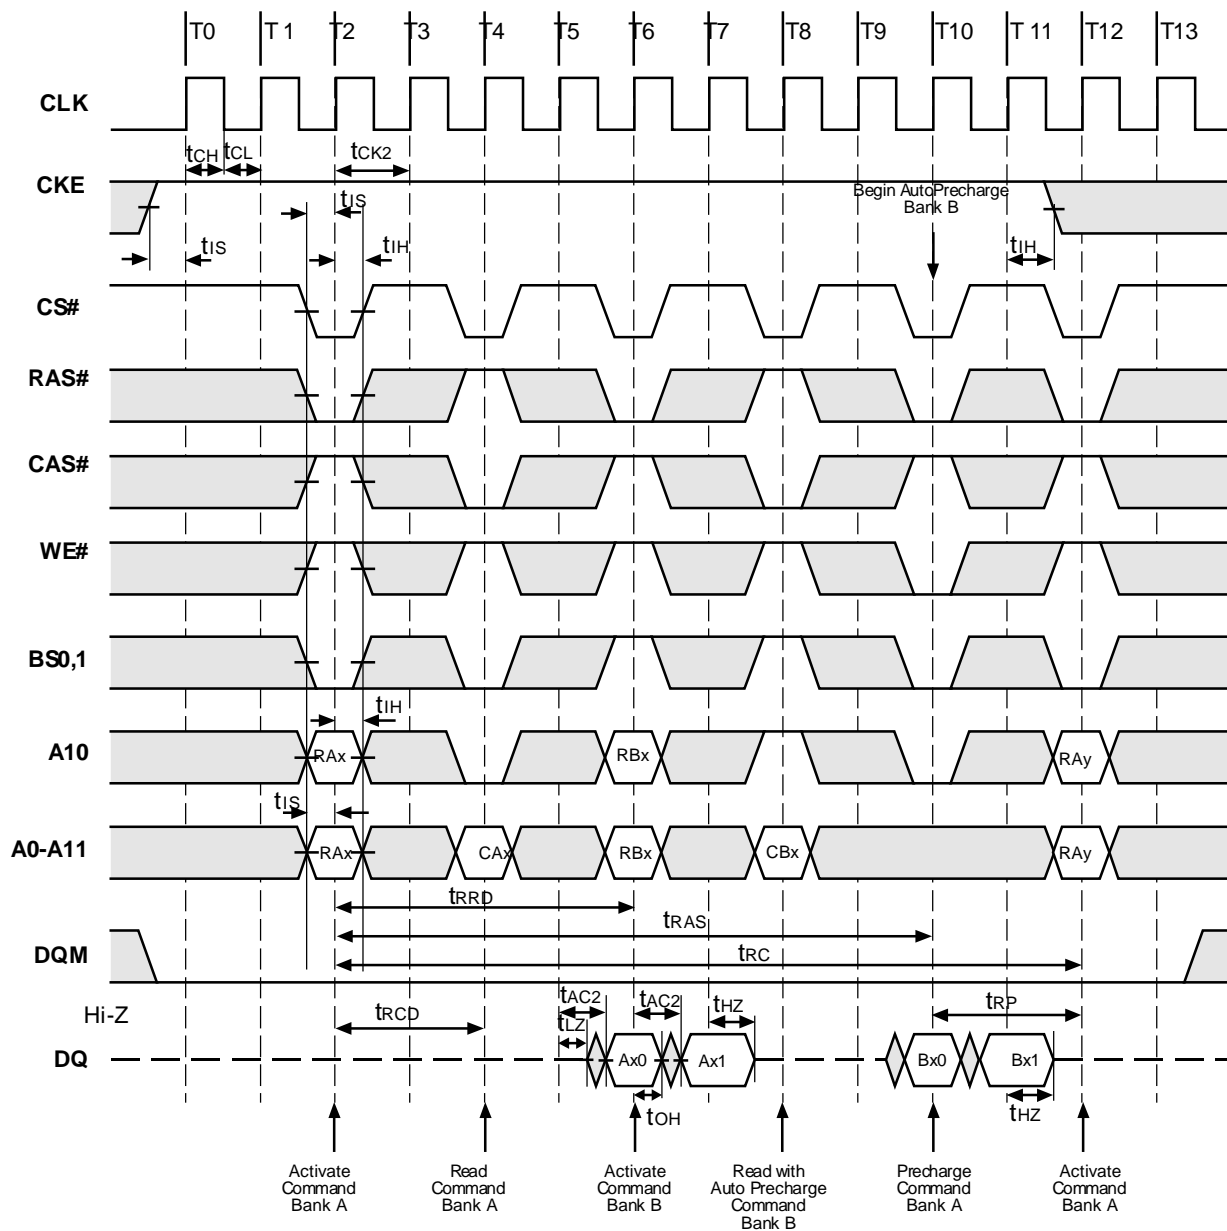 T0 T 1 T2 T3 T4 T5 T6 T7 T8 T9 T10 T 11 T12 T13
CLK
tCH tCL tCK2
CKE
Begin AutoPrecharge
Bank B
tIS
tIS tIH tIH
CS#
RAS#
CAS#
WE#
BS0,1
tIH
A10 RAx RBx RAy
tIS
A0-A11 RAx CAx RBx CBx RAy
tRRD
tRAS
DQM tRC
Hi-Z tRCD tAC2 tAC2 tHZ tRP
tLZ
DQ Ax0 Ax1 Bx0 Bx1
tOH tHZ
Activate
Command
Bank A
Read
Command
Bank A
Activate
Command
Bank B
Read with
Auto Precharge
Command
Bank B
Precharge
Command
Bank A
Activate
Command
Bank A